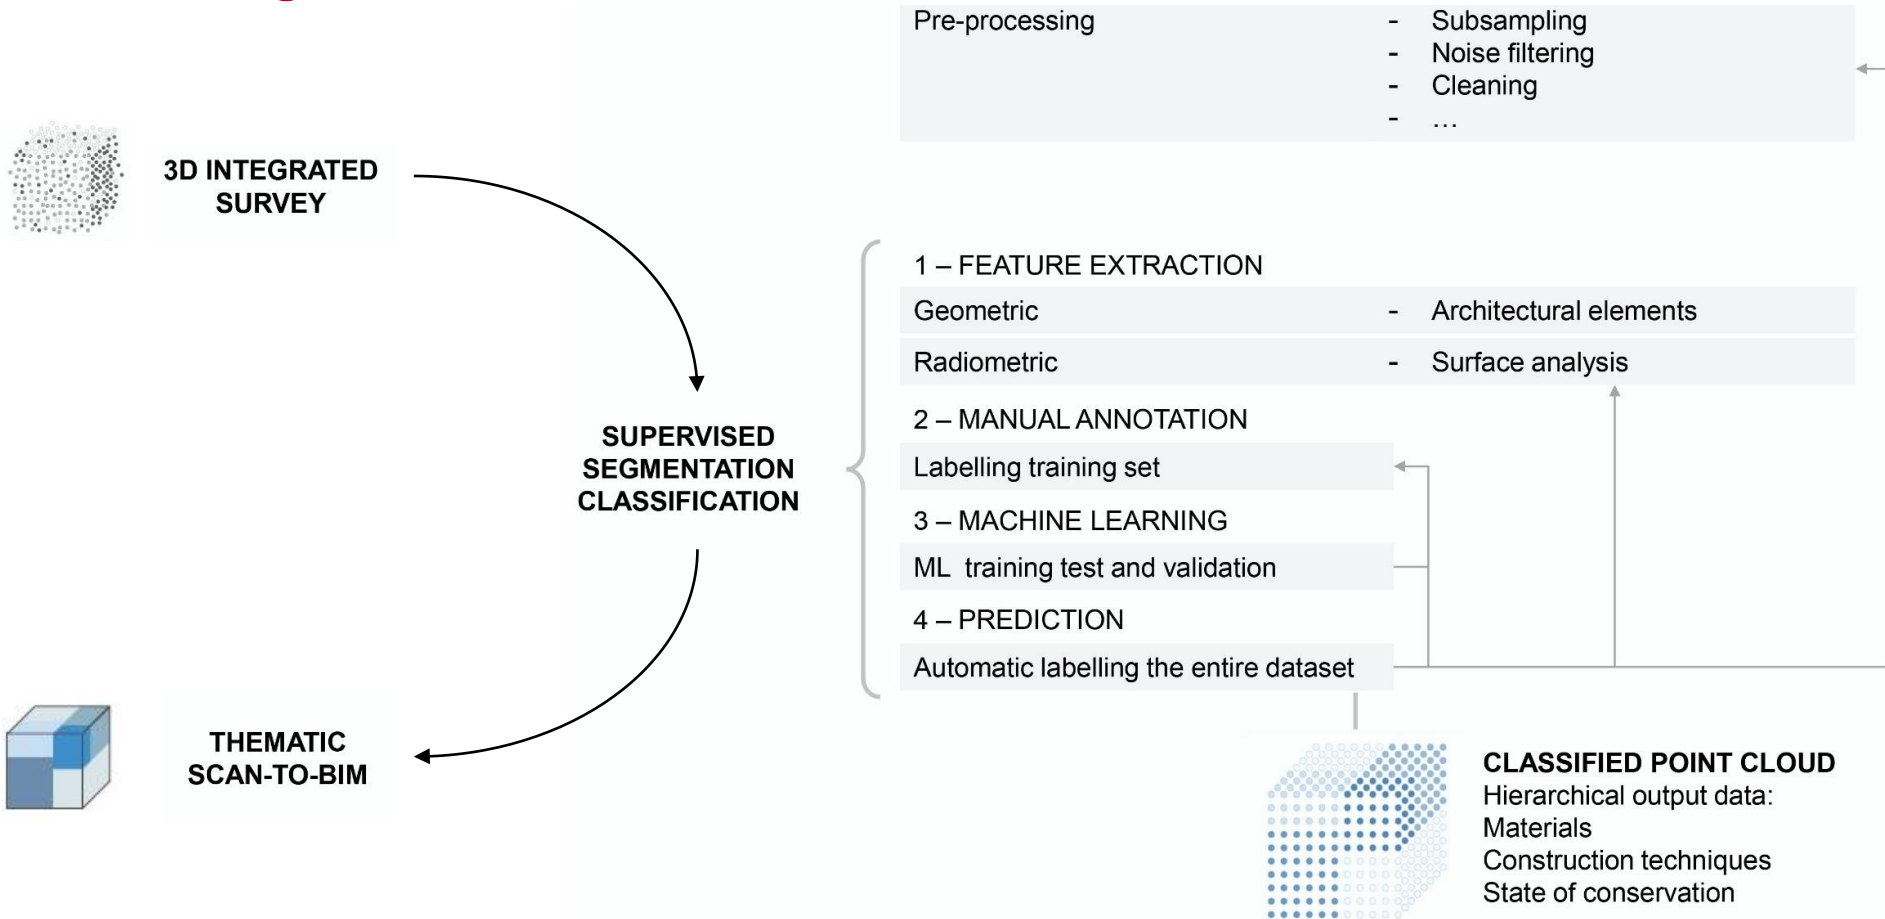 Pre-processing - Subsampling
- Noise filtering
- Cleaning
- …
3D INTEGRATED
SURVEY
1 – FEATURE EXTRACTION
Geometric - Architectural elements
Radiometric - Surface analysis
2 – MANUAL ANNOTATION
SUPERVISED
SEGMENTATION
CLASSIFICATION
Labelling training set
3 – MACHINE LEARNING
ML  training test and validation
4 – PREDICTION
Automatic labelling the entire dataset
THEMATIC
SCAN-TO-BIM
CLASSIFIED POINT CLOUD
Hierarchical output data:
Materials
Construction techniques
State of conservation